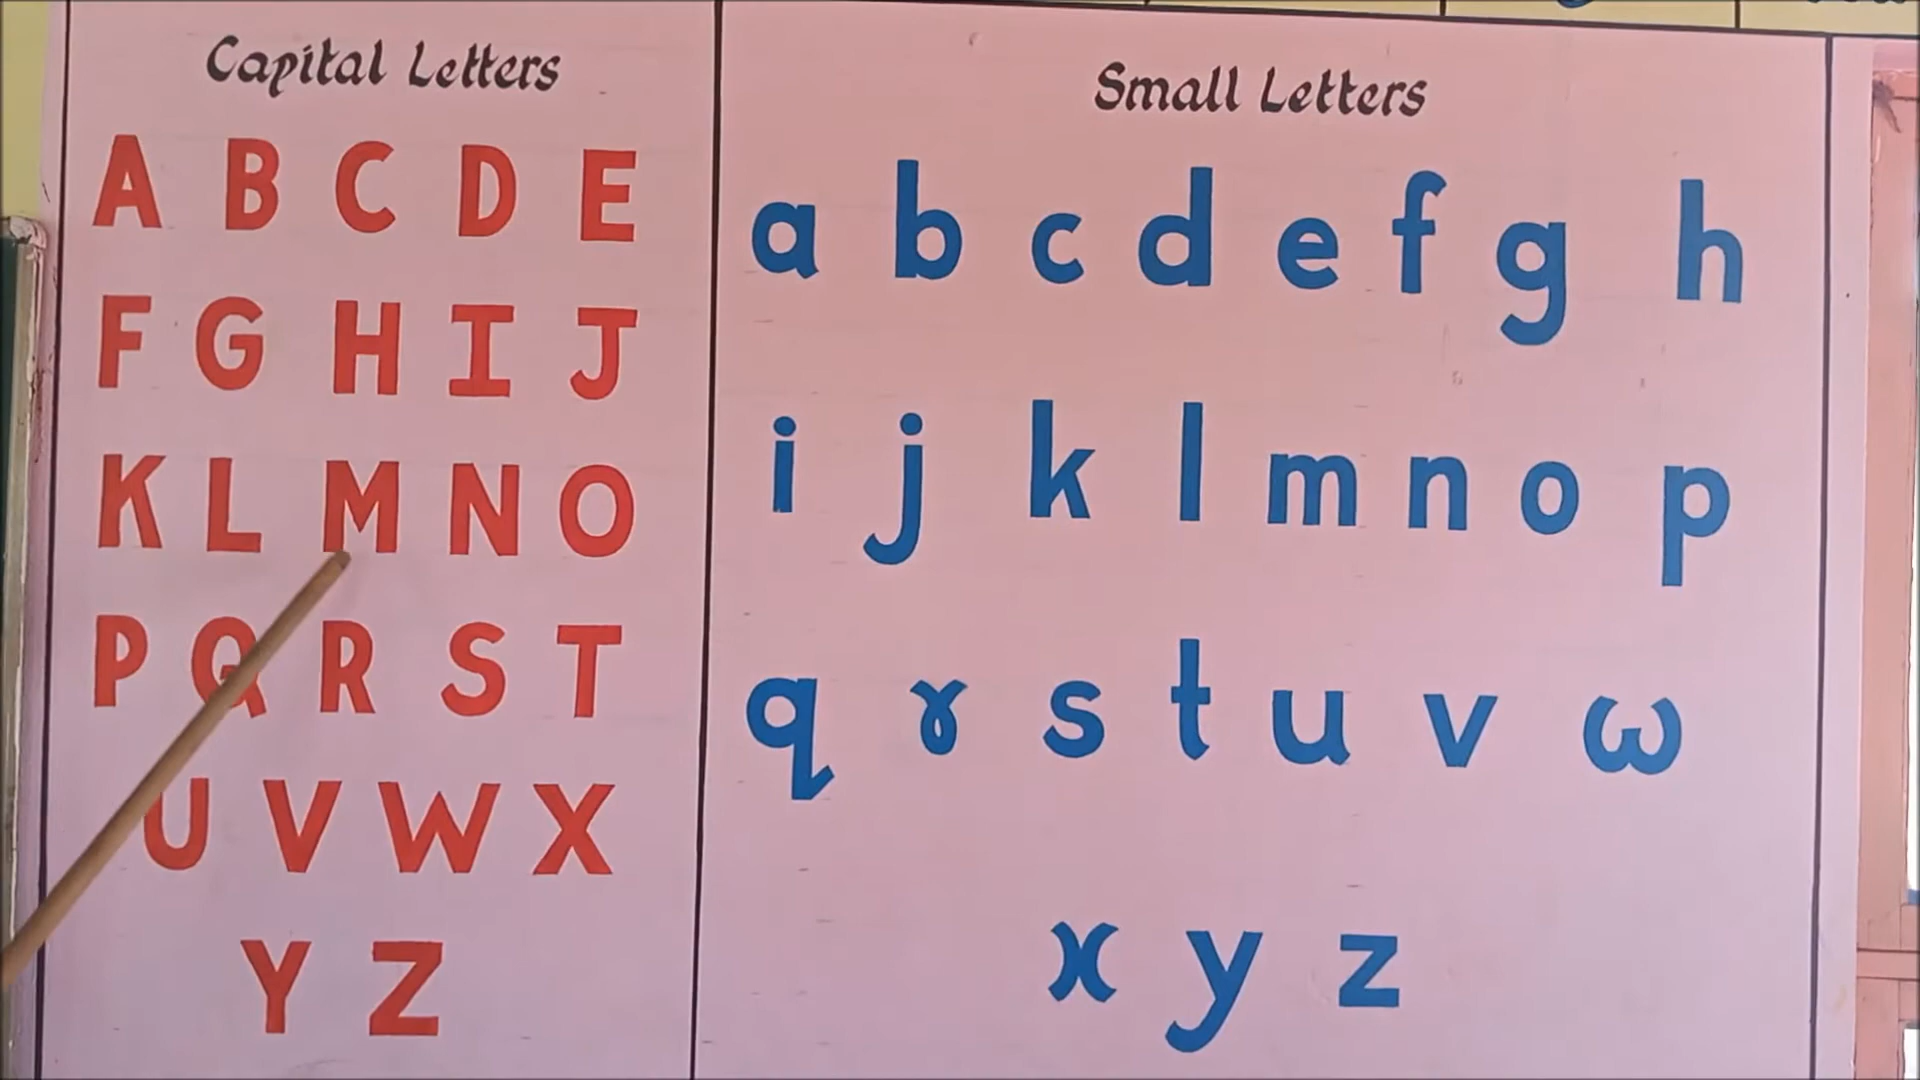 Capital Letters
A B C D E
F G H I J
K L M N O
P Q R S T
U V W X
Y Z
Small Letters
a b c d e f g h
i j k l m n o p
q r s t u v w
x y z